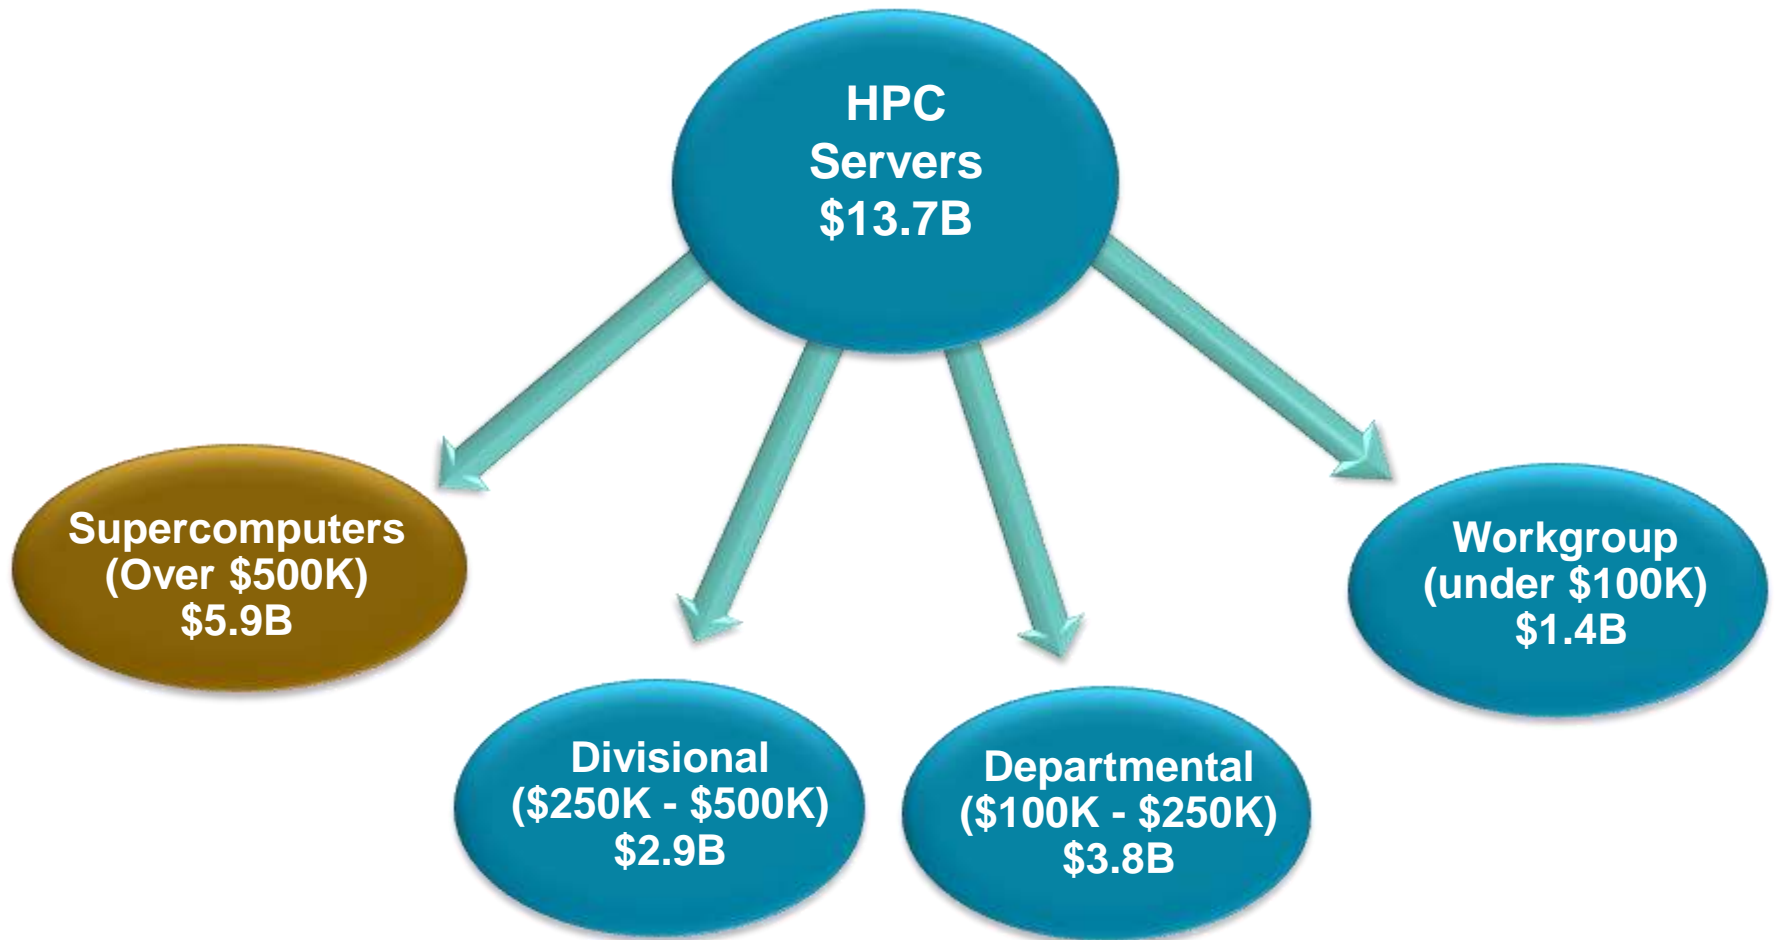 HPC
Servers
$13.7B
Supercomputers
(Over $500K)
$5.9B
Workgroup
(under $100K)
$1.4B
Divisional
($250K - $500K)
$2.9B
Departmental
($100K - $250K)
$3.8B